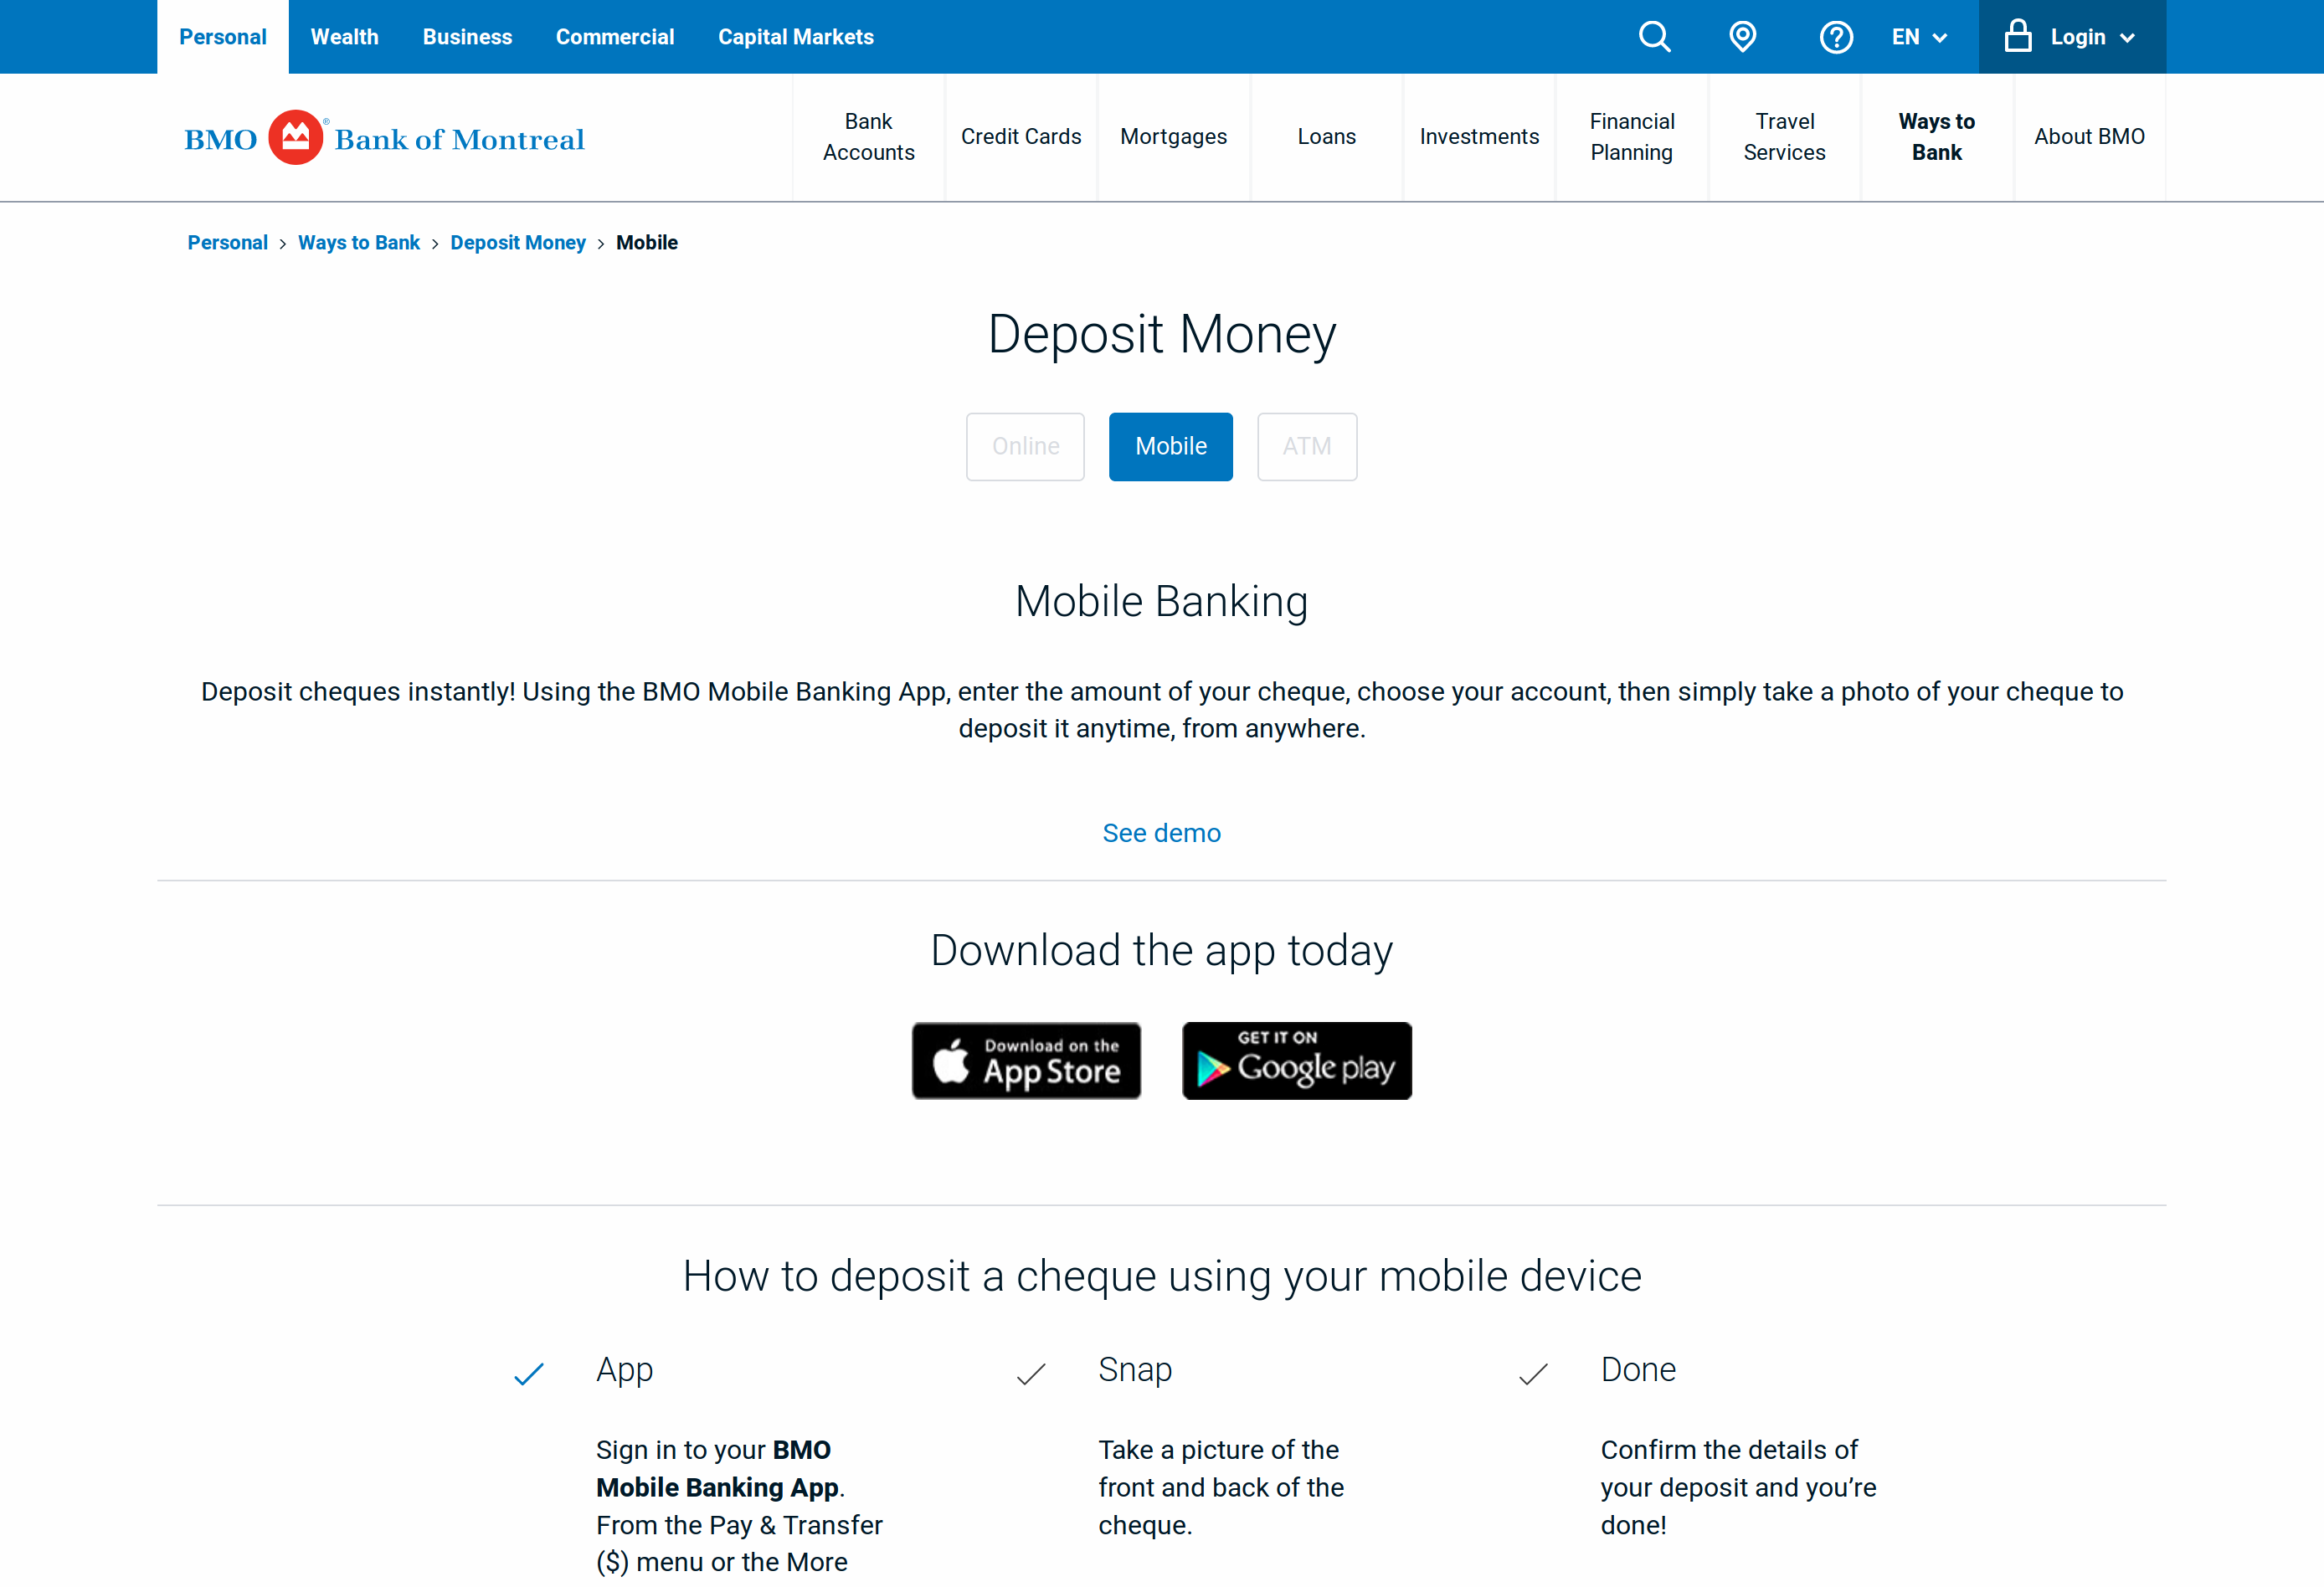 Personal Wealth Business Commercial Capital Markets EN Login
BMO ® Bank of Montreal
Bank Accounts Credit Cards Mortgages Loans Investments Financial Planning Travel Services Ways to Bank About BMO
Personal › Ways to Bank › Deposit Money › Mobile
Deposit Money
Online Mobile ATM
Mobile Banking
Deposit cheques instantly! Using the BMO Mobile Banking App, enter the amount of your cheque, choose your account, then simply take a photo of your cheque to
deposit it anytime, from anywhere.
See demo
Download the app today
Download on the
App Store
GET IT ON
Google play
How to deposit a cheque using your mobile device
App
Sign in to your BMO
Mobile Banking App.
From the Pay & Transfer
($) menu or the More
Snap
Take a picture of the
front and back of the
cheque.
Done
Confirm the details of
your deposit and you’re
done!